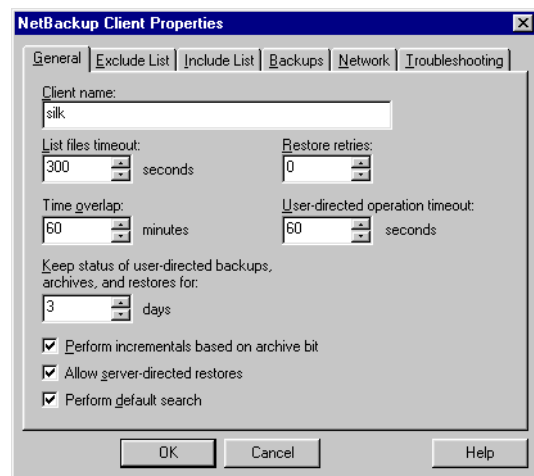 NetBackup Client Properties
General Exclude List Include List Backups Network Troubleshooting
Client name:
silk
List files timeout: Restore retries:
300 seconds 0
Time overlap: User-directed operation timeout:
60 minutes 60 seconds
Keep status of user-directed backups,
archives, and restores for:
3 days
Perform incrementals based on archive bit
Allow server-directed restores
Perform default search
OK Cancel Help